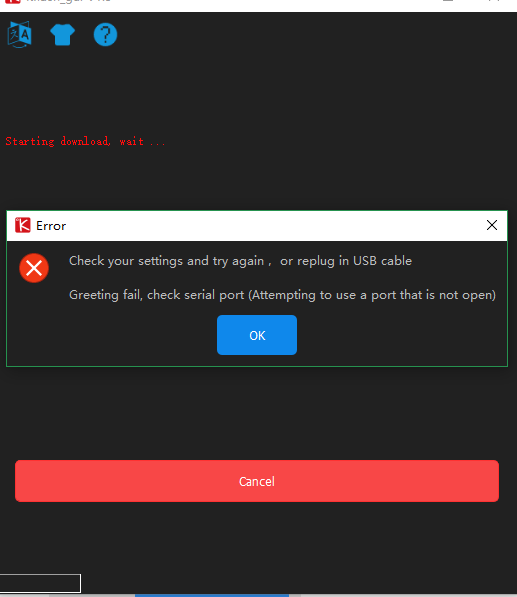 Starting download, wait ...
Error
Check your settings and try again , or replug in USB cable
Greeting fail, check serial port (Attempting to use a port that is not open)
OK
Cancel